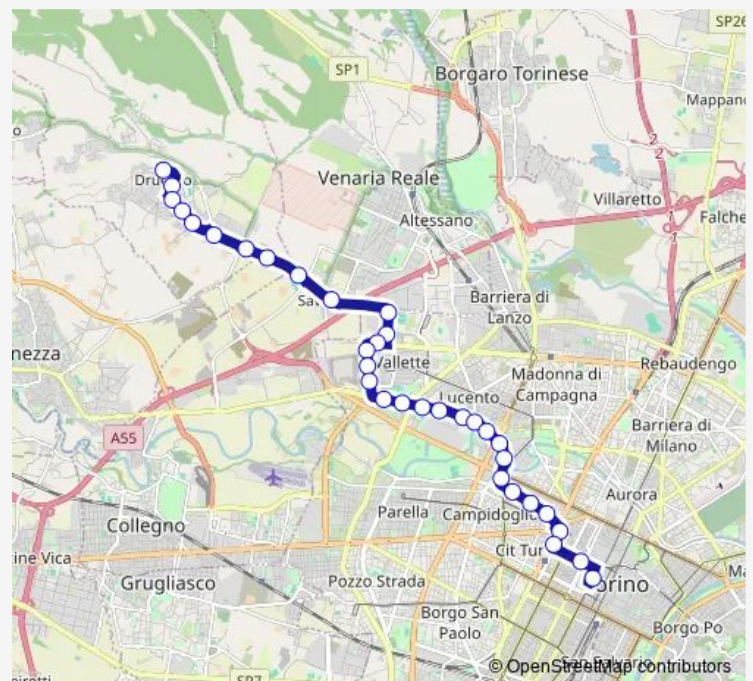 SP26
SP1
Borgaro Torinese
Mappano
2
2
Venaria Reale
Villaretto
Falche
Altessano
1
1
Barriera di
Lanzo
nezza
Vallette
Rebaudengo
Madonna di
Campagna
Lucento
A55
Barriera di
Milano
Aurora
Parella
Collegno
Cit Tur
ine Vica
Grugliasco
Pozzo Strada
orino
Borgo San
Paolo
Borgo Po
© OpenStreetMap contributors
SP7